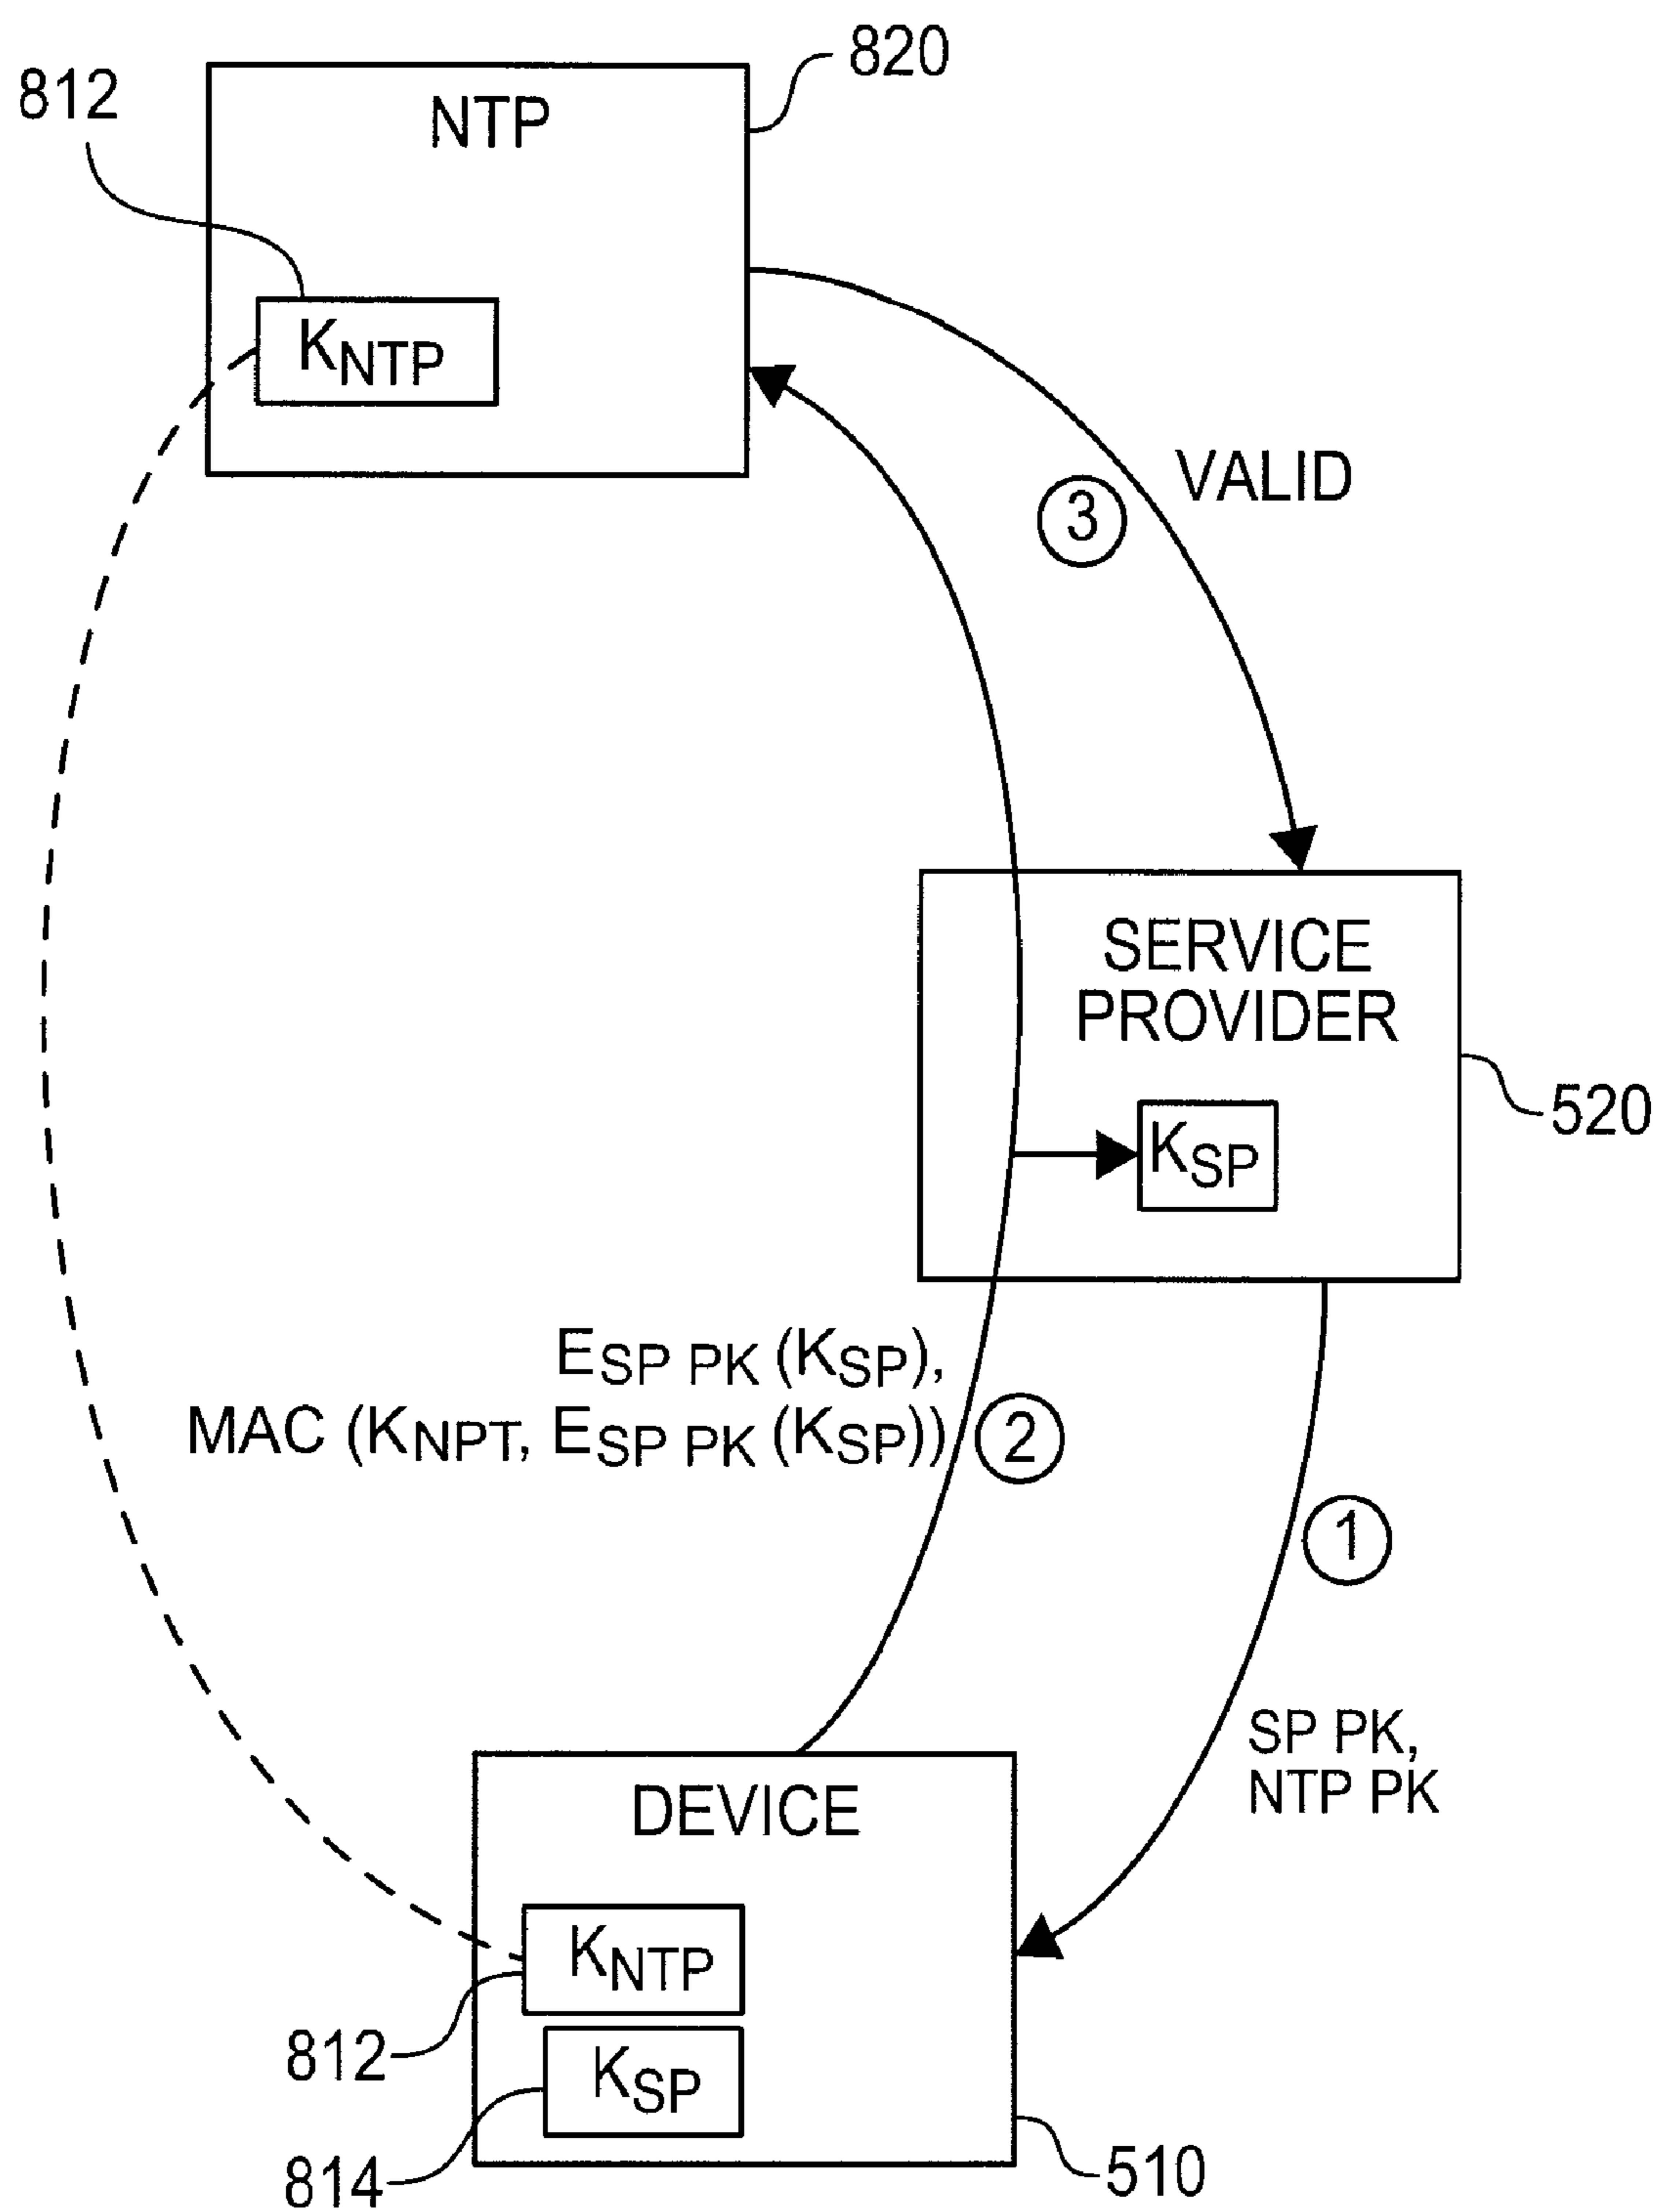 820
812
NTP
KNTP
VALID
3
SERVICE
PROVIDER
520
KSP
ESP PK (KSP),
MAC (KNPT, ESP PK (KSP))
2
1
SP PK,
NTP PK
DEVICE
KNTP
812
KSP
814
510